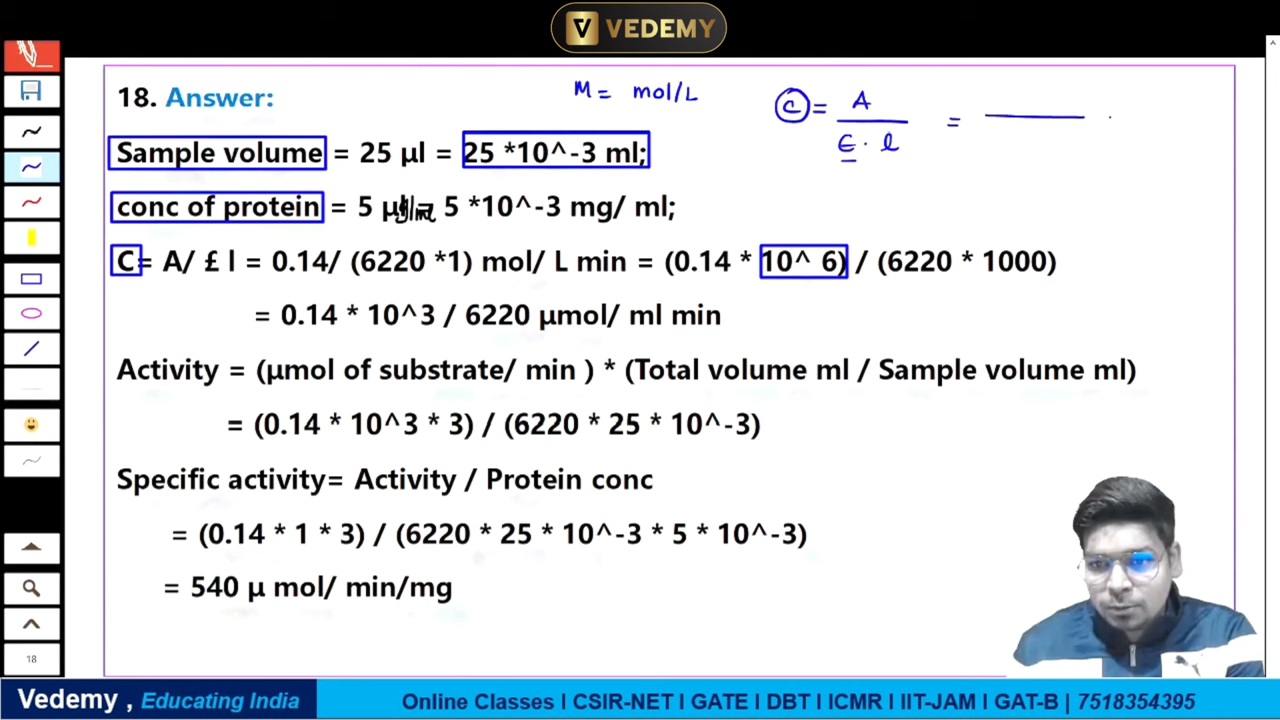 VEDEMY
18. Answer:
M = mol/L
C = A / ϵ · l =
Sample volume = 25 µl = 25 *10^-3 ml;
conc of protein = 5 µg/ml = 5 *10^-3 mg/ ml;
C= A/ £ l = 0.14/ (6220 *1) mol/ L min = (0.14 * 10^ 6) / (6220 * 1000)
= 0.14 * 10^3 / 6220 µmol/ ml min
Activity = (µmol of substrate/ min ) * (Total volume ml / Sample volume ml)
= (0.14 * 10^3 * 3) / (6220 * 25 * 10^-3)
Specific activity= Activity / Protein conc
= (0.14 * 1 * 3) / (6220 * 25 * 10^-3 * 5 * 10^-3)
= 540 µ mol/ min/mg
18
Vedemy , Educating India
Online Classes I CSIR-NET I GATE I DBT I ICMR I IIT-JAM I GAT-B | 7518354395